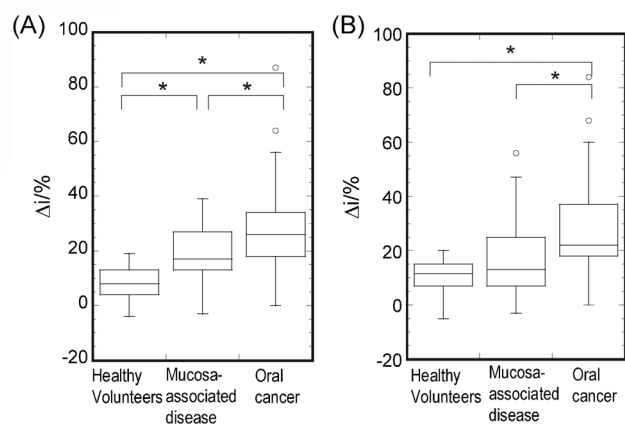 (A)
100
80
60
40
20
0
-20
Δi/%
* 
* *
Healthy Volunteers
Mucosa-
associated
disease
Oral
cancer
(B)
100
80
60
40
20
0
-20
Δi/%
*
*
Healthy
Volunteers
Mucosa-
associated
disease
Oral
cancer